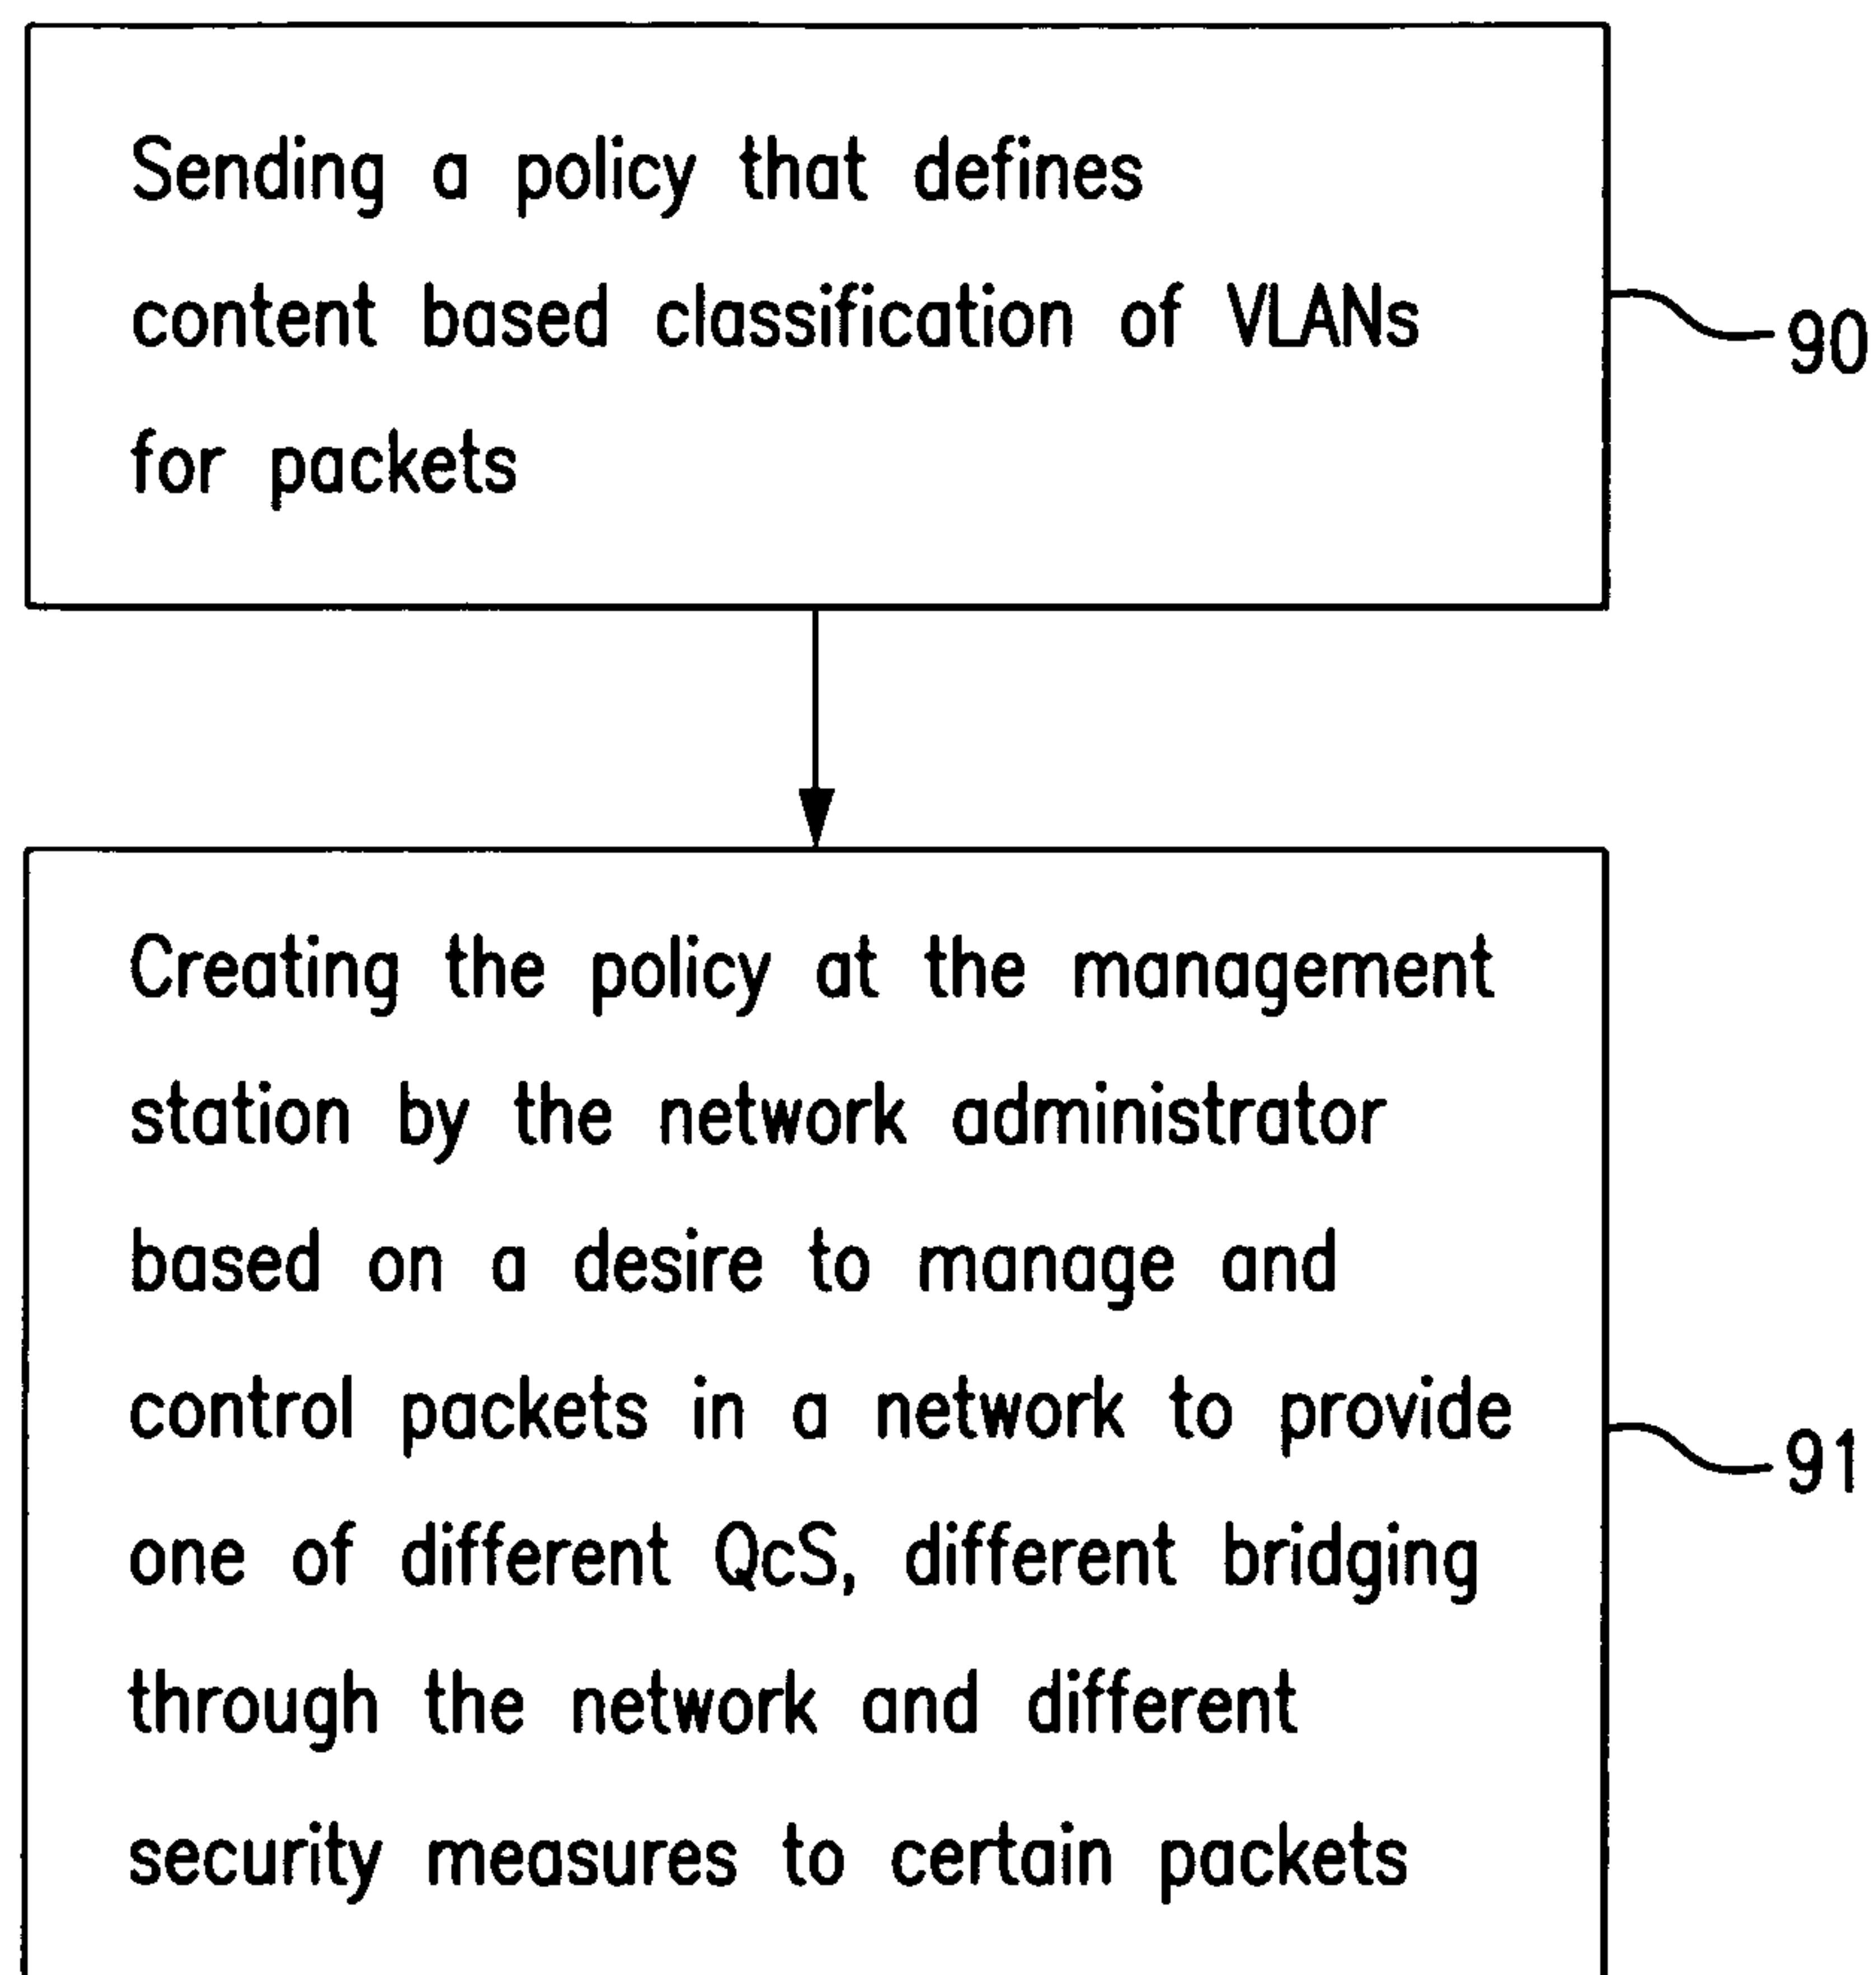 Sending a policy that defines
content based classification of VLANs
for packets
90
Creating the policy at the management
station by the network administrator
based on a desire to manage and
control packets in a network to provide
one of different QcS, different bridging
through the network and different
security measures to certain packets
91